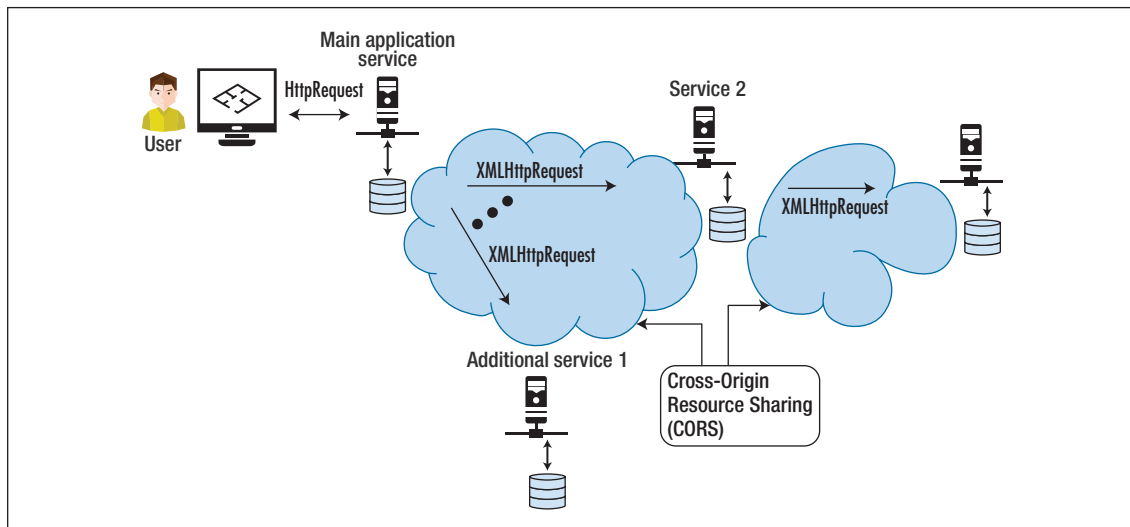 Main application
service
HttpRequest
User
Service 2
XMLHttpRequest
XMLHttpRequest
XMLHttpRequest
Additional service 1
Cross-Origin
Resource Sharing
(CORS)